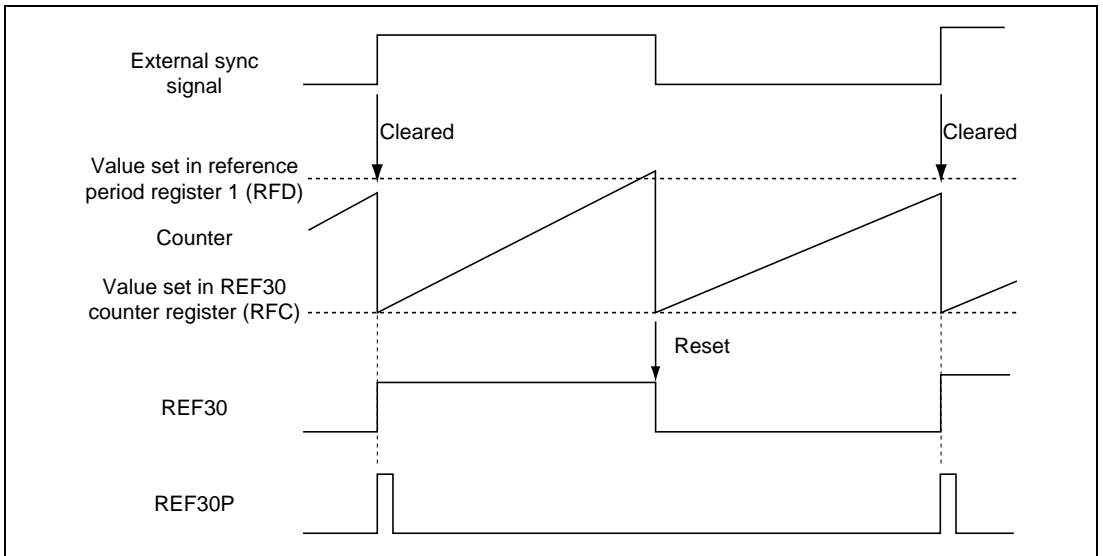 External sync
signal
Cleared
Cleared
Value set in reference
period register 1 (RFD)
Counter
Value set in REF30
counter register (RFC)
Reset
REF30
REF30P